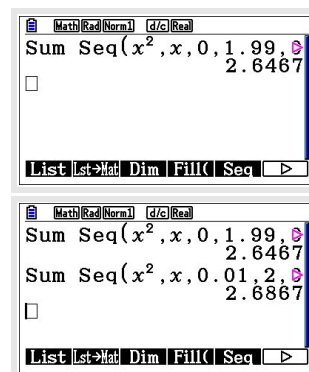 Math Rad Norm1 d/c Real
Sum Seq(x²,x,0,1.99,
2.6467
List Lst→Mat Dim Fill( Seq ▷
Math Rad Norm1 d/c Real
Sum Seq(x²,x,0,1.99,
2.6467
Sum Seq(x²,x,0.01,2,
2.6867
List Lst→Mat Dim Fill( Seq ▷